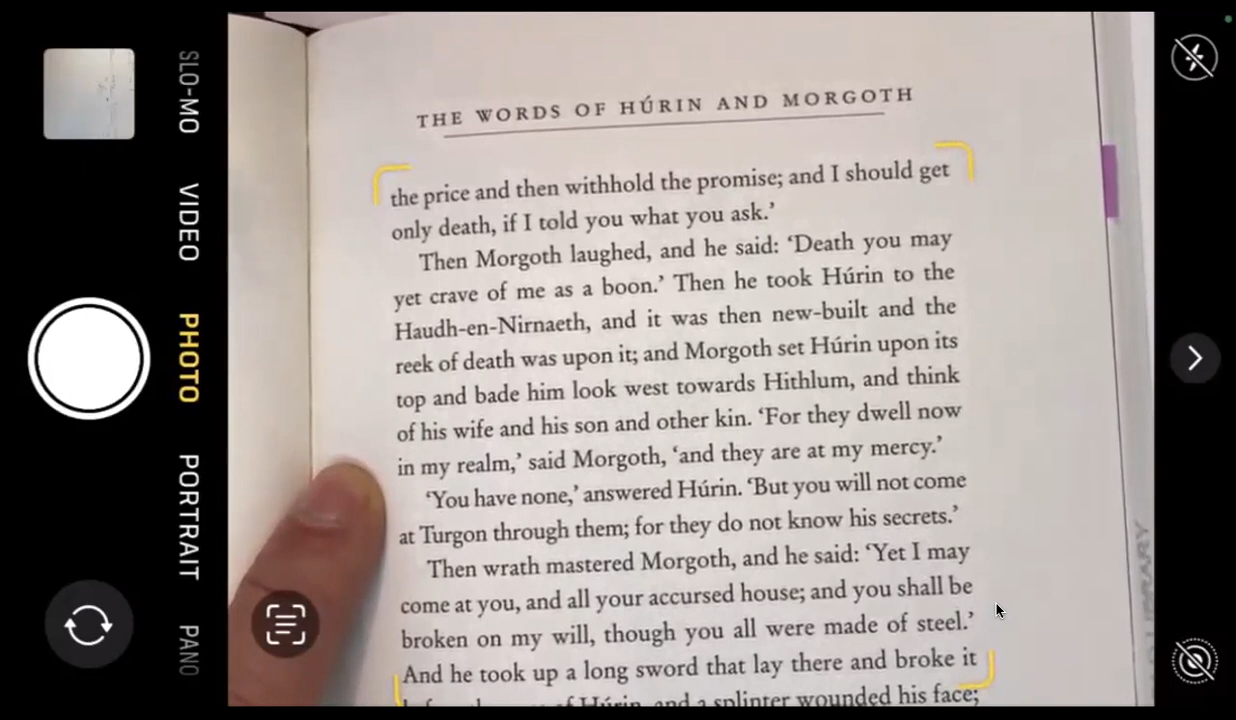 SLO-MO
VIDEO
PHOTO
PORTRAIT
PANO
THE WORDS OF HÚRIN AND MORGOTH
the price and then withhold the promise; and I should get
only death, if I told you what you ask.’
Then Morgoth laughed, and he said: ‘Death you may
yet crave of me as a boon.’ Then he took Húrin to the
Haudh-en-Nirnaeth, and it was then new-built and the
reek of death was upon it; and Morgoth set Húrin upon its
top and bade him look west towards Hithlum, and think
of his wife and his son and other kin. ‘For they dwell now
in my realm,’ said Morgoth, ‘and they are at my mercy.’
‘You have none,’ answered Húrin. ‘But you will not come
at Turgon through them; for they do not know his secrets.’
Then wrath mastered Morgoth, and he said: ‘Yet I may
come at you, and all your accursed house; and you shall be
broken on my will, though you all were made of steel.’
And he took up a long sword that lay there and broke it
of Húrin, and a splinter wounded his face;
LIBRARY